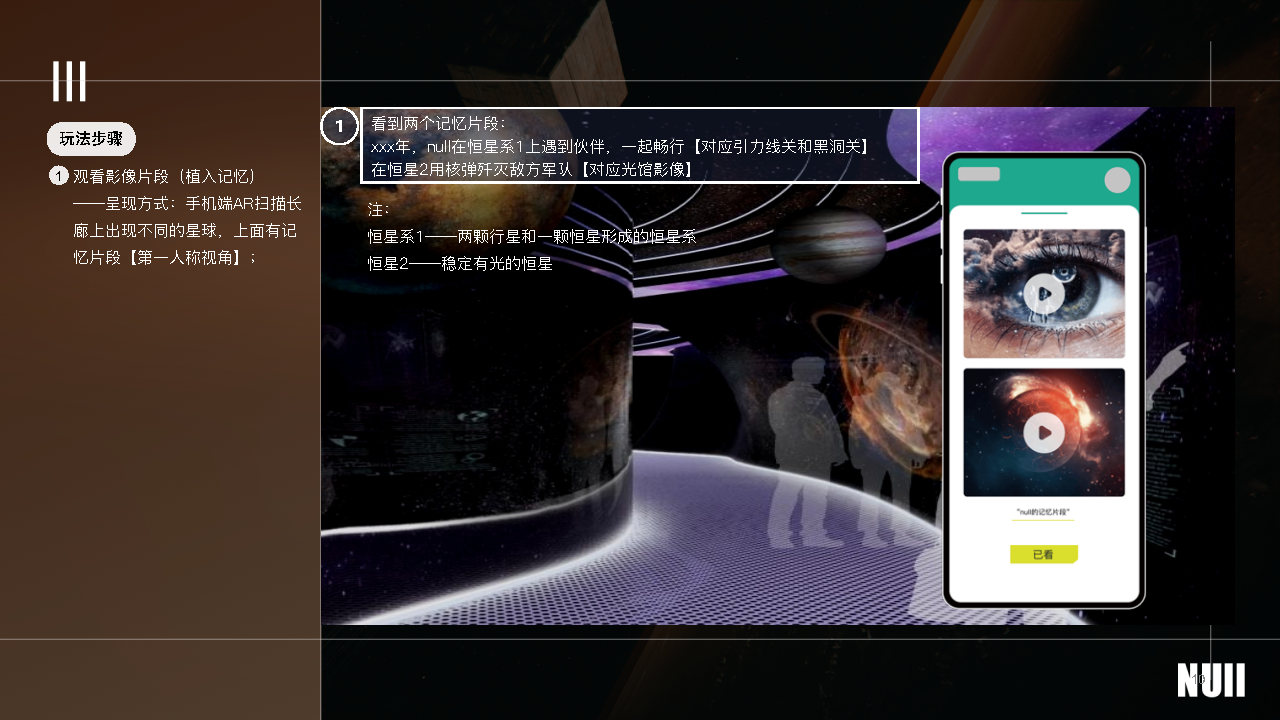 玩法步骤
1 观看影像片段（植入记忆）
——呈现方式：手机端AR扫描长
廊上出现不同的星球，上面有记
忆片段【第一人称视角】；
1
看到两个记忆片段：
xxx年，null在恒星系1上遇到伙伴，一起畅行【对应引力线关和黑洞关】
在恒星2用核弹歼灭敌方军队【对应光馆影像】
注：
恒星系1——两颗行星和一颗恒星形成的恒星系
恒星2——稳定有光的恒星
“null的记忆片段”
已看
NUll
10